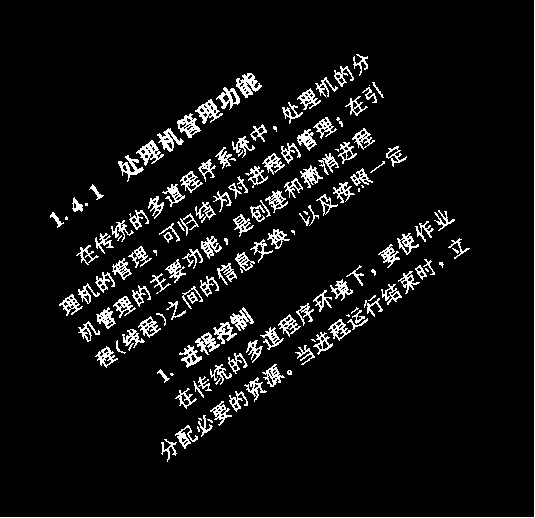 1.4.1 处理机管理功能
在传统的多道程序系统中，处理机的分
理机的管理，可归结为对进程的管理；在引
机管理的主要功能，是创建和撤消进程
程(线程)之间的信息交换，以及按照一定
1. 进程控制
在传统的多道程序环境下，要使作业
分配必要的资源。当进程运行结束时，立